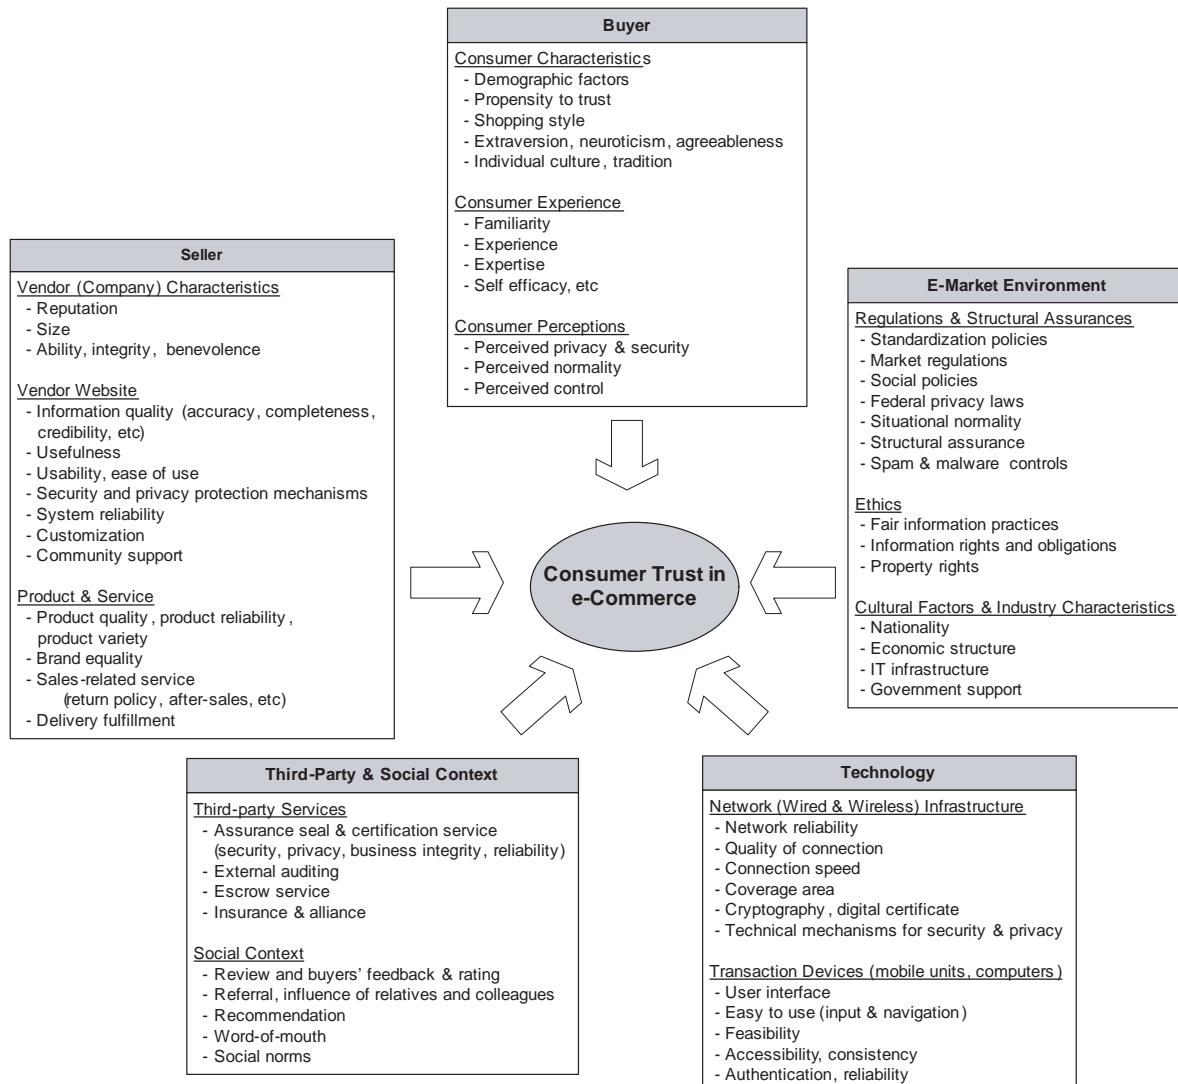 Buyer
Consumer Characteristics
- Demographic factors
- Propensity to trust
- Shopping style
- Extraversion, neuroticism, agreeableness
- Individual culture, tradition
Consumer Experience
- Familiarity
- Experience
- Expertise
- Self efficacy, etc
Consumer Perceptions
- Perceived privacy & security
- Perceived normality
- Perceived control
Seller
Vendor (Company) Characteristics
- Reputation
- Size
- Ability, integrity, benevolence
Vendor Website
- Information quality (accuracy, completeness,
credibility, etc)
- Usefulness
- Usability, ease of use
- Security and privacy protection mechanisms
- System reliability
- Customization
- Community support
Product & Service
- Product quality, product reliability,
product variety
- Brand equality
- Sales-related service
(return policy, after-sales, etc)
- Delivery fulfillment
E-Market Environment
Regulations & Structural Assurances
- Standardization policies
- Market regulations
- Social policies
- Federal privacy laws
- Situational normality
- Structural assurance
- Spam & malware controls
Ethics
- Fair information practices
- Information rights and obligations
- Property rights
Cultural Factors & Industry Characteristics
- Nationality
- Economic structure
- IT infrastructure
- Government support
Consumer Trust in
e-Commerce
Third-Party & Social Context
Third-party Services
- Assurance seal & certification service
(security, privacy, business integrity, reliability)
- External auditing
- Escrow service
- Insurance & alliance
Social Context
- Review and buyers' feedback & rating
- Referral, influence of relatives and colleagues
- Recommendation
- Word-of-mouth
- Social norms
Technology
Network (Wired & Wireless) Infrastructure
- Network reliability
- Quality of connection
- Connection speed
- Coverage area
- Cryptography, digital certificate
- Technical mechanisms for security & privacy
Transaction Devices (mobile units, computers)
- User interface
- Easy to use (input & navigation)
- Feasibility
- Accessibility, consistency
- Authentication, reliability